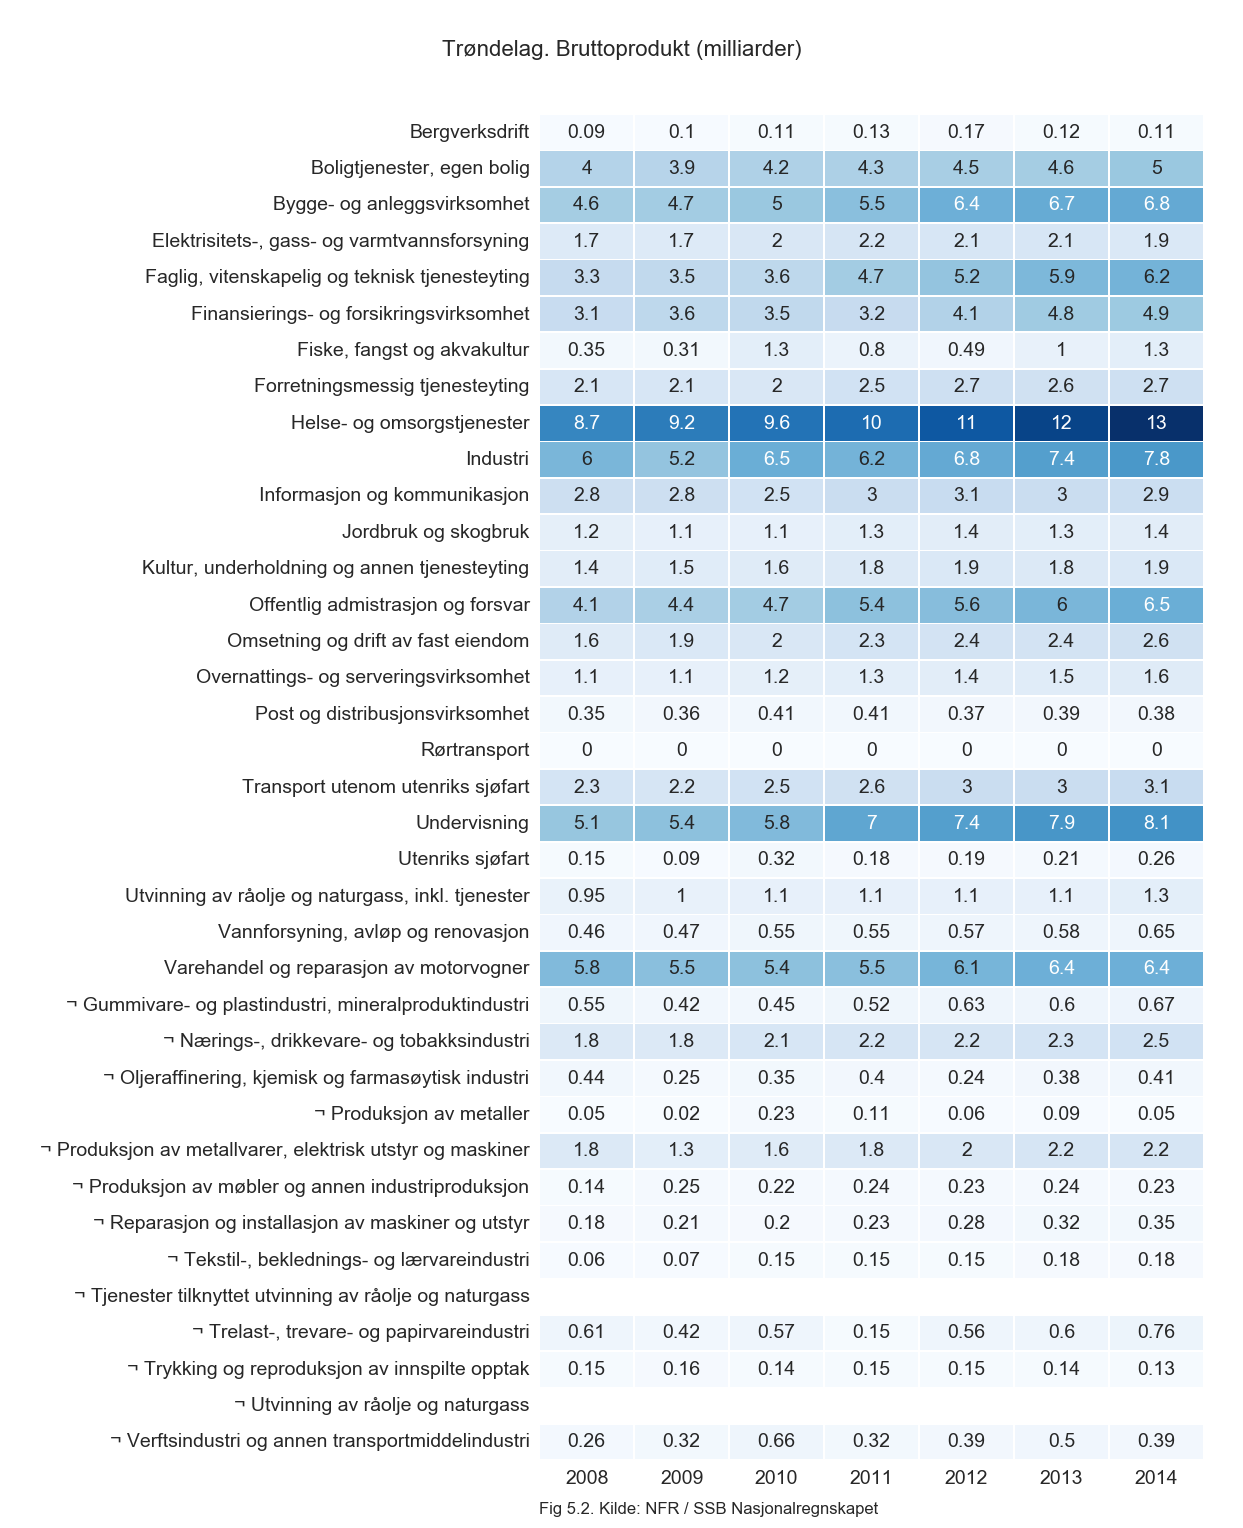 Trøndelag. Bruttoprodukt (milliarder)
Bergverksdrift 0.09 0.1 0.11 0.13 0.17 0.12 0.11
Boligtjenester, egen bolig 4 3.9 4.2 4.3 4.5 4.6 5
Bygge- og anleggsvirksomhet 4.6 4.7 5 5.5 6.4 6.7 6.8
Elektrisitets-, gass- og varmtvannsforsyning 1.7 1.7 2 2.2 2.1 2.1 1.9
Faglig, vitenskapelig og teknisk tjenesteyting 3.3 3.5 3.6 4.7 5.2 5.9 6.2
Finansierings- og forsikringsvirksomhet 3.1 3.6 3.5 3.2 4.1 4.8 4.9
Fiske, fangst og akvakultur 0.35 0.31 1.3 0.8 0.49 1 1.3
Forretningsmessig tjenesteyting 2.1 2.1 2 2.5 2.7 2.6 2.7
Helse- og omsorgstjenester 8.7 9.2 9.6 10 11 12 13
Industri 6 5.2 6.5 6.2 6.8 7.4 7.8
Informasjon og kommunikasjon 2.8 2.8 2.5 3 3.1 3 2.9
Jordbruk og skogbruk 1.2 1.1 1.1 1.3 1.4 1.3 1.4
Kultur, underholdning og annen tjenesteyting 1.4 1.5 1.6 1.8 1.9 1.8 1.9
Offentlig admistrasjon og forsvar 4.1 4.4 4.7 5.4 5.6 6 6.5
Omsetning og drift av fast eiendom 1.6 1.9 2 2.3 2.4 2.4 2.6
Overnattings- og serveringsvirksomhet 1.1 1.1 1.2 1.3 1.4 1.5 1.6
Post og distribusjonsvirksomhet 0.35 0.36 0.41 0.41 0.37 0.39 0.38
Rørtransport 0 0 0 0 0 0 0
Transport utenom utenriks sjøfart 2.3 2.2 2.5 2.6 3 3 3.1
Undervisning 5.1 5.4 5.8 7 7.4 7.9 8.1
Utenriks sjøfart 0.15 0.09 0.32 0.18 0.19 0.21 0.26
Utvinning av råolje og naturgass, inkl. tjenester 0.95 1 1.1 1.1 1.1 1.1 1.3
Vannforsyning, avløp og renovasjon 0.46 0.47 0.55 0.55 0.57 0.58 0.65
Varehandel og reparasjon av motorvogner 5.8 5.5 5.4 5.5 6.1 6.4 6.4
¬ Gummivare- og plastindustri, mineralproduktindustri 0.55 0.42 0.45 0.52 0.63 0.6 0.67
¬ Nærings-, drikkevare- og tobakksindustri 1.8 1.8 2.1 2.2 2.2 2.3 2.5
¬ Oljeraffinering, kjemisk og farmasøytisk industri 0.44 0.25 0.35 0.4 0.24 0.38 0.41
¬ Produksjon av metaller 0.05 0.02 0.23 0.11 0.06 0.09 0.05
¬ Produksjon av metallvarer, elektrisk utstyr og maskiner 1.8 1.3 1.6 1.8 2 2.2 2.2
¬ Produksjon av møbler og annen industriproduksjon 0.14 0.25 0.22 0.24 0.23 0.24 0.23
¬ Reparasjon og installasjon av maskiner og utstyr 0.18 0.21 0.2 0.23 0.28 0.32 0.35
¬ Tekstil-, beklednings- og lærvareindustri 0.06 0.07 0.15 0.15 0.15 0.18 0.18
¬ Tjenester tilknyttet utvinning av råolje og naturgass
¬ Trelast-, trevare- og papirvareindustri 0.61 0.42 0.57 0.15 0.56 0.6 0.76
¬ Trykking og reproduksjon av innspilte opptak 0.15 0.16 0.14 0.15 0.15 0.14 0.13
¬ Utvinning av råolje og naturgass
¬ Verftsindustri og annen transportmiddelindustri 0.26 0.32 0.66 0.32 0.39 0.5 0.39
2008 2009 2010 2011 2012 2013 2014
Fig 5.2. Kilde: NFR / SSB Nasjonalregnskapet